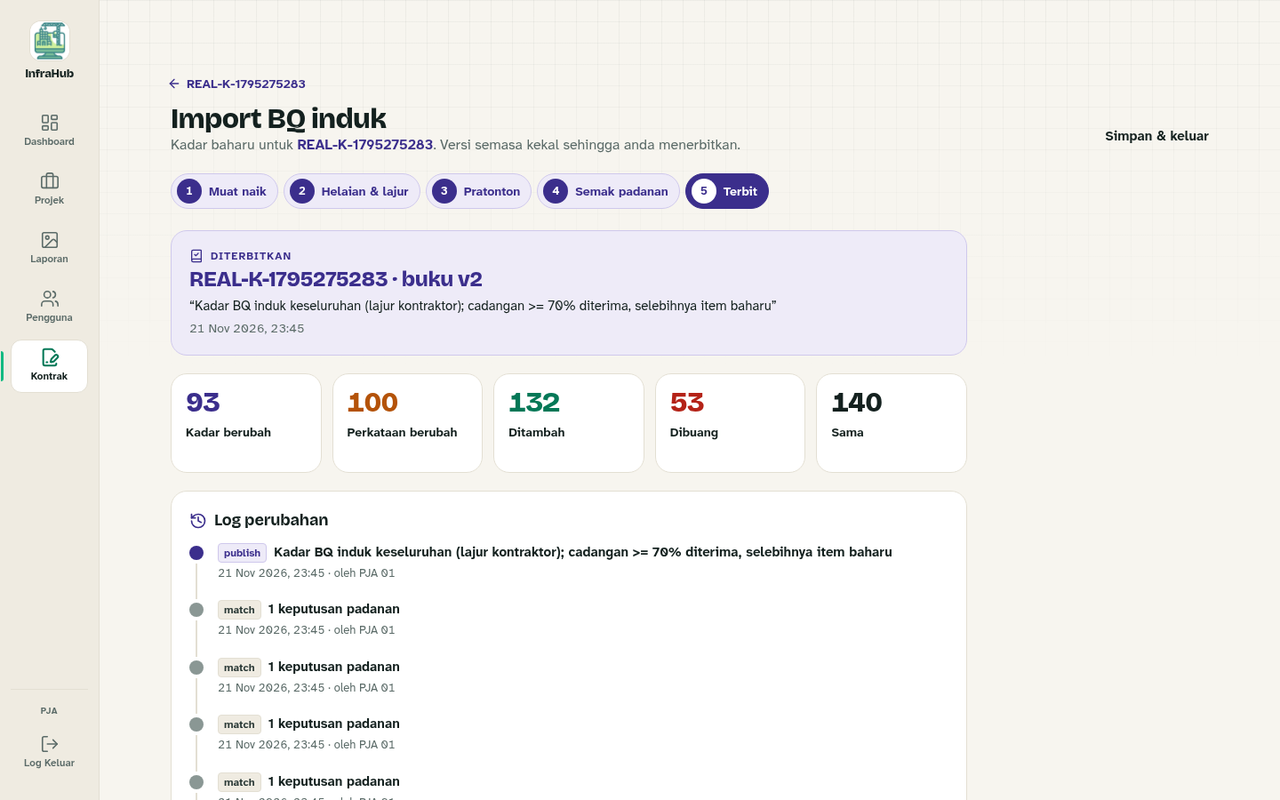 InfraHub
Dashboard
Projek
Laporan
Pengguna
Kontrak
PJA
Log Keluar
REAL-K-1795275283
Import BQ induk
Kadar baharu untuk REAL-K-1795275283. Versi semasa kekal sehingga anda menerbitkan.
Simpan & keluar
1 Muat naik
2 Helaian & lajur
3 Pratonton
4 Semak padanan
5 Terbit
DITERBITKAN
REAL-K-1795275283 · buku v2
“Kadar BQ induk keseluruhan (lajur kontraktor); cadangan >= 70% diterima, selebihnya item baharu”
21 Nov 2026, 23:45
93
Kadar berubah
100
Perkataan berubah
132
Ditambah
53
Dibuang
140
Sama
Log perubahan
publish Kadar BQ induk keseluruhan (lajur kontraktor); cadangan >= 70% diterima, selebihnya item baharu
21 Nov 2026, 23:45 · oleh PJA 01
match 1 keputusan padanan
21 Nov 2026, 23:45 · oleh PJA 01
match 1 keputusan padanan
21 Nov 2026, 23:45 · oleh PJA 01
match 1 keputusan padanan
21 Nov 2026, 23:45 · oleh PJA 01
match 1 keputusan padanan